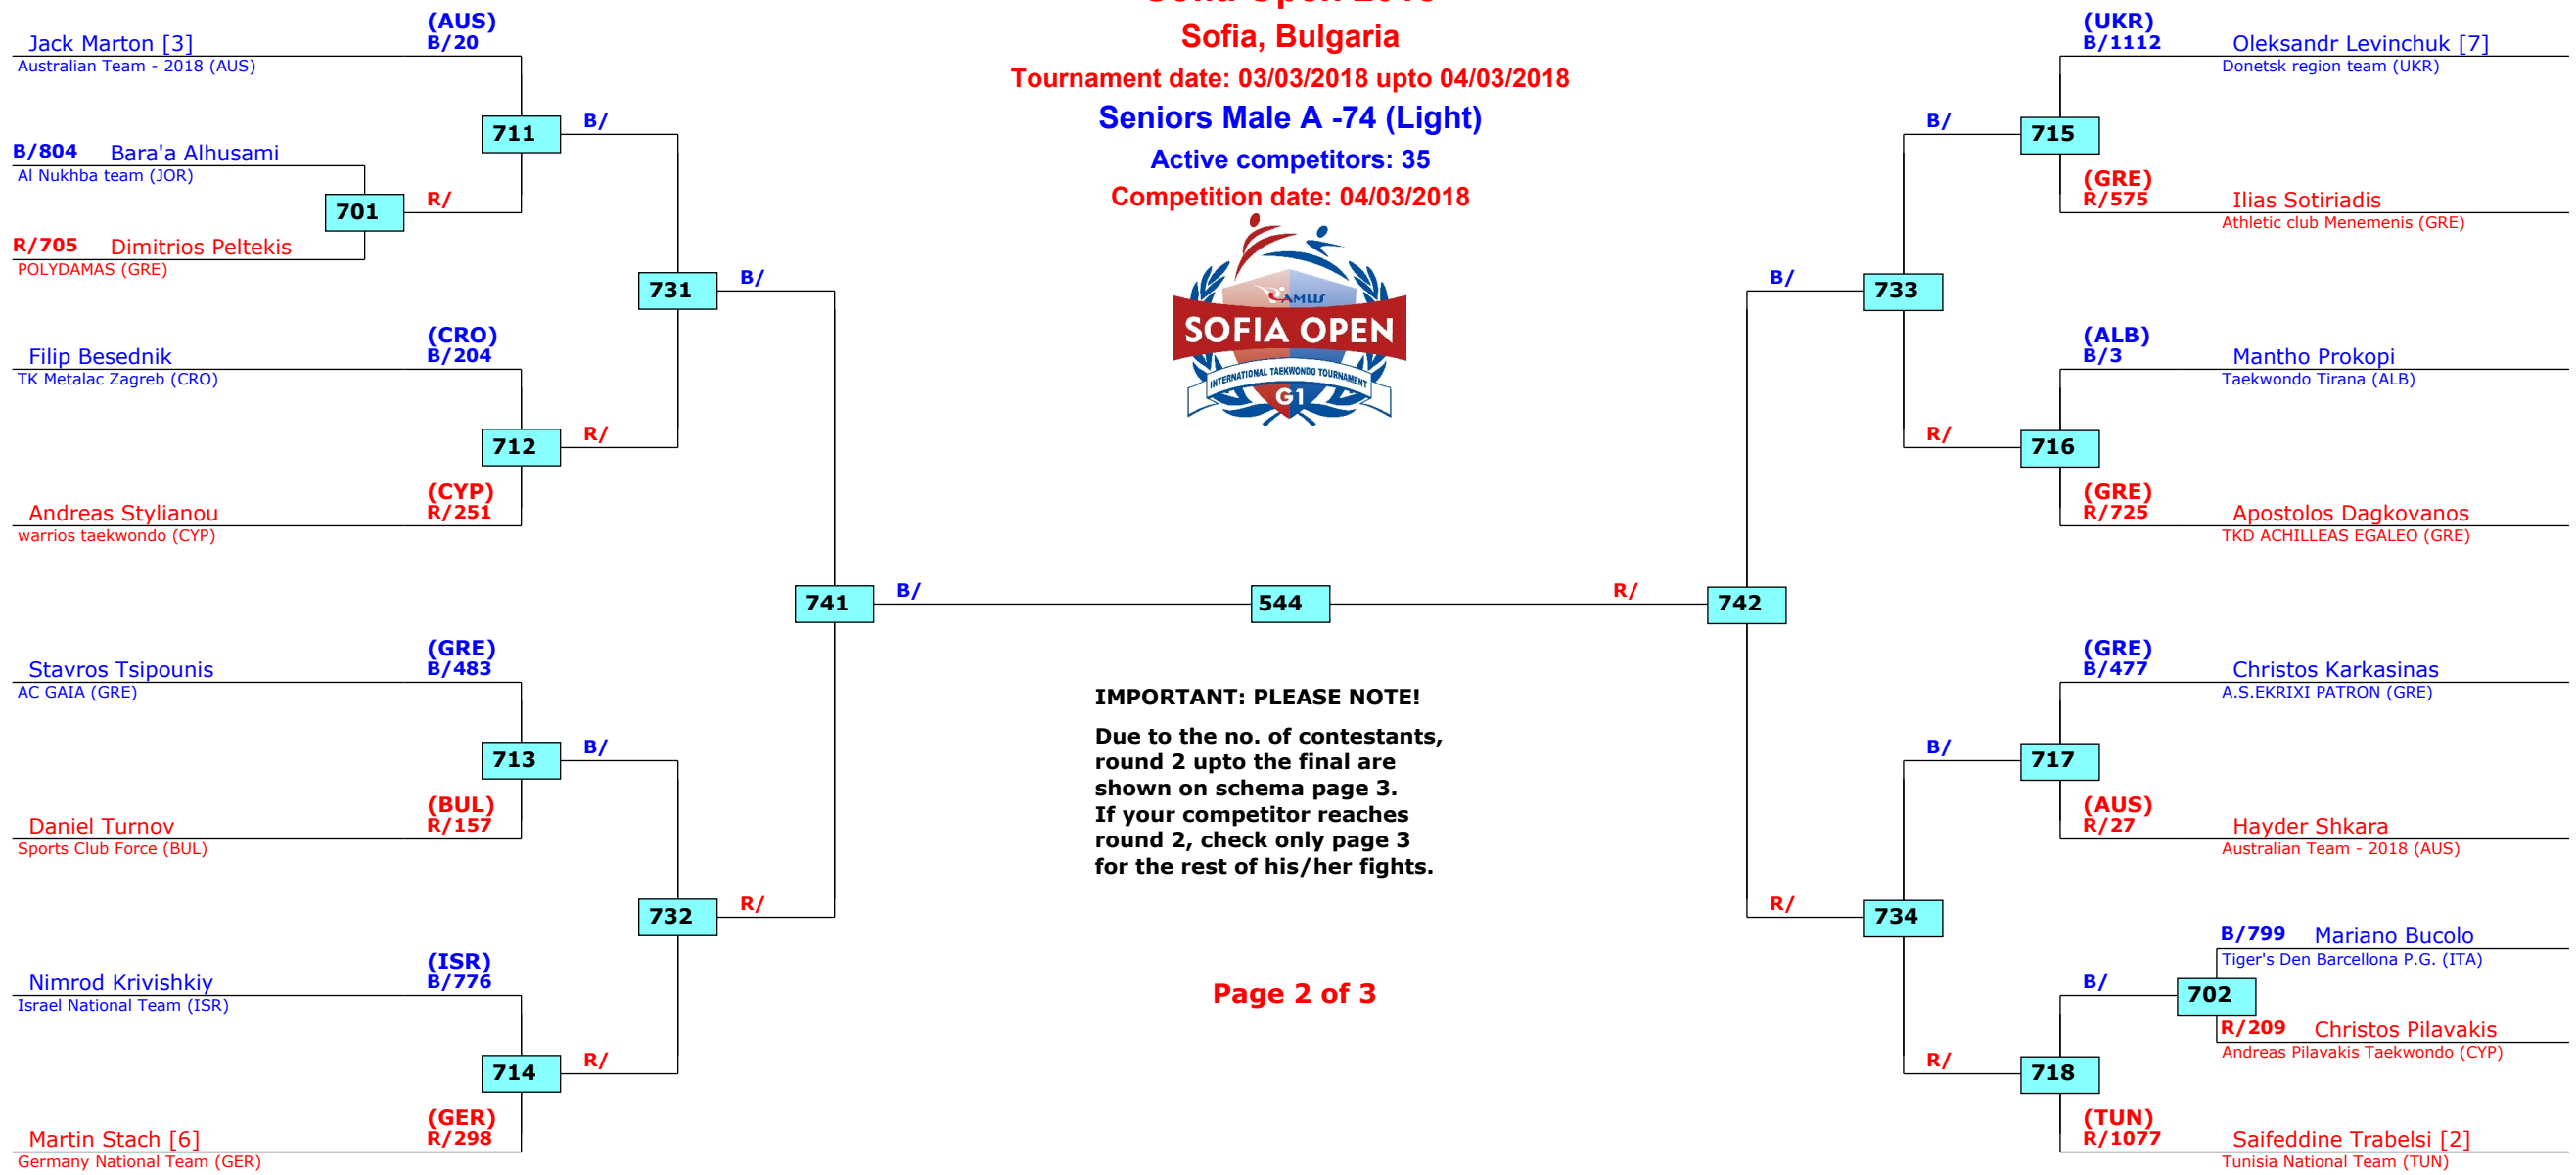 Sofia Open 2018
Sofia, Bulgaria
Tournament date: 03/03/2018 upto 04/03/2018
Seniors Male A -74 (Light)
Active competitors: 35
Competition date: 04/03/2018
RAMUS
SOFIA OPEN
INTERNATIONAL TAEKWONDO TOURNAMENT
G1
(AUS)
Jack Marton [3] B/20
Australian Team - 2018 (AUS)
711 B/
B/804 Bara'a Alhusami
Al Nukhba team (JOR)
701 R/
R/705 Dimitrios Peltekis
POLYDAMAS (GRE)
731 B/
(CRO)
Filip Besednik B/204
TK Metalac Zagreb (CRO)
712 R/
(CYP)
Andreas Stylianou R/251
warrios taekwondo (CYP)
741 B/ 544 R/ 742
(GRE)
Stavros Tsipounis B/483
AC GAIA (GRE)
713 B/
(BUL)
Daniel Turnov R/157
Sports Club Force (BUL)
732 R/
(ISR)
Nimrod Krivishkiy B/776
Israel National Team (ISR)
714 R/
(GER)
Martin Stach [6] R/298
Germany National Team (GER)
IMPORTANT: PLEASE NOTE!
Due to the no. of contestants,
round 2 upto the final are
shown on schema page 3.
If your competitor reaches
round 2, check only page 3
for the rest of his/her fights.
Page 2 of 3
(UKR)
B/1112 Oleksandr Levinchuk [7]
Donetsk region team (UKR)
B/ 715
(GRE)
R/575 Ilias Sotiriadis
Athletic club Menemenis (GRE)
B/ 733
(ALB)
B/3 Mantho Prokopi
Taekwondo Tirana (ALB)
R/ 716
(GRE)
R/725 Apostolos Dagkovanos
TKD ACHILLEAS EGALEO (GRE)
(GRE)
B/477 Christos Karkasinas
A.S.EKRIXI PATRON (GRE)
B/ 717
(AUS)
R/27 Hayder Shkara
Australian Team - 2018 (AUS)
R/ 734
B/799 Mariano Bucolo
Tiger's Den Barcellona P.G. (ITA)
B/ 702
R/209 Christos Pilavakis
Andreas Pilavakis Taekwondo (CYP)
R/ 718
(TUN)
R/1077 Saifeddine Trabelsi [2]
Tunisia National Team (TUN)